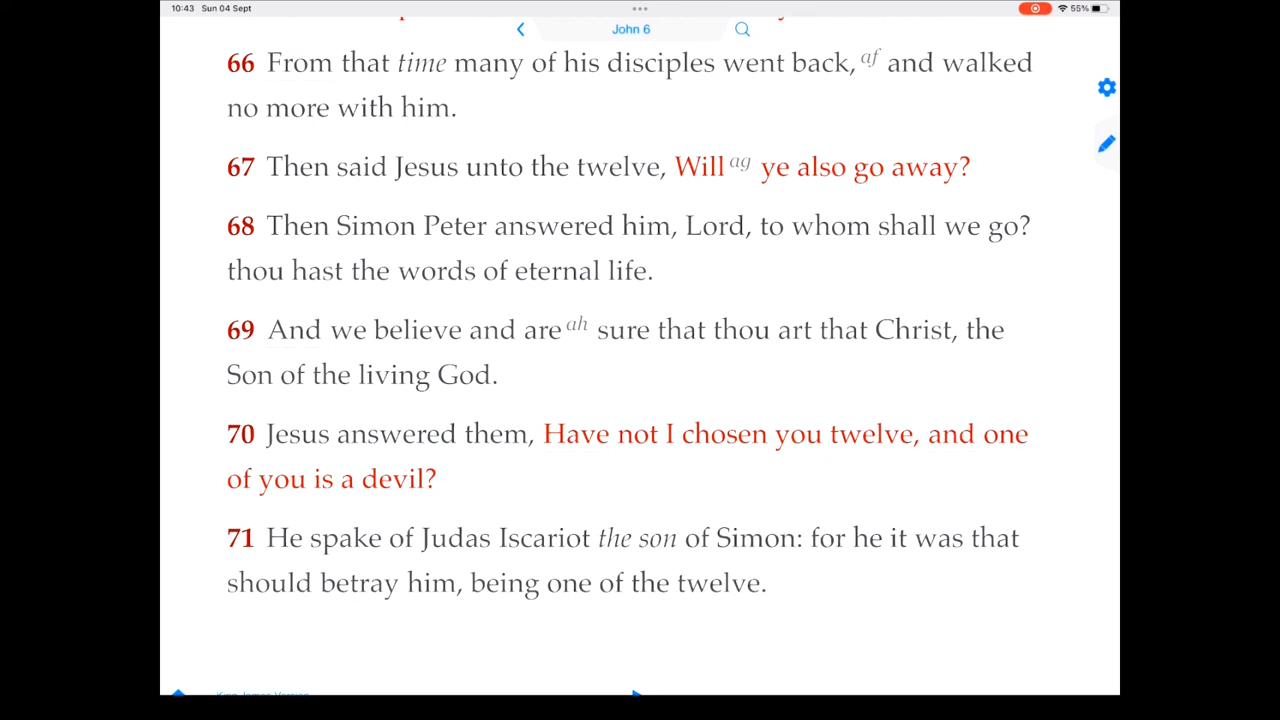 10:43 Sun 04 Sept
55%
John 6
66 From that time many of his disciples went back, af and walked
no more with him.
67 Then said Jesus unto the twelve, Will ag ye also go away?
68 Then Simon Peter answered him, Lord, to whom shall we go?
thou hast the words of eternal life.
69 And we believe and are ah sure that thou art that Christ, the
Son of the living God.
70 Jesus answered them, Have not I chosen you twelve, and one
of you is a devil?
71 He spake of Judas Iscariot the son of Simon: for he it was that
should betray him, being one of the twelve.
King James Version